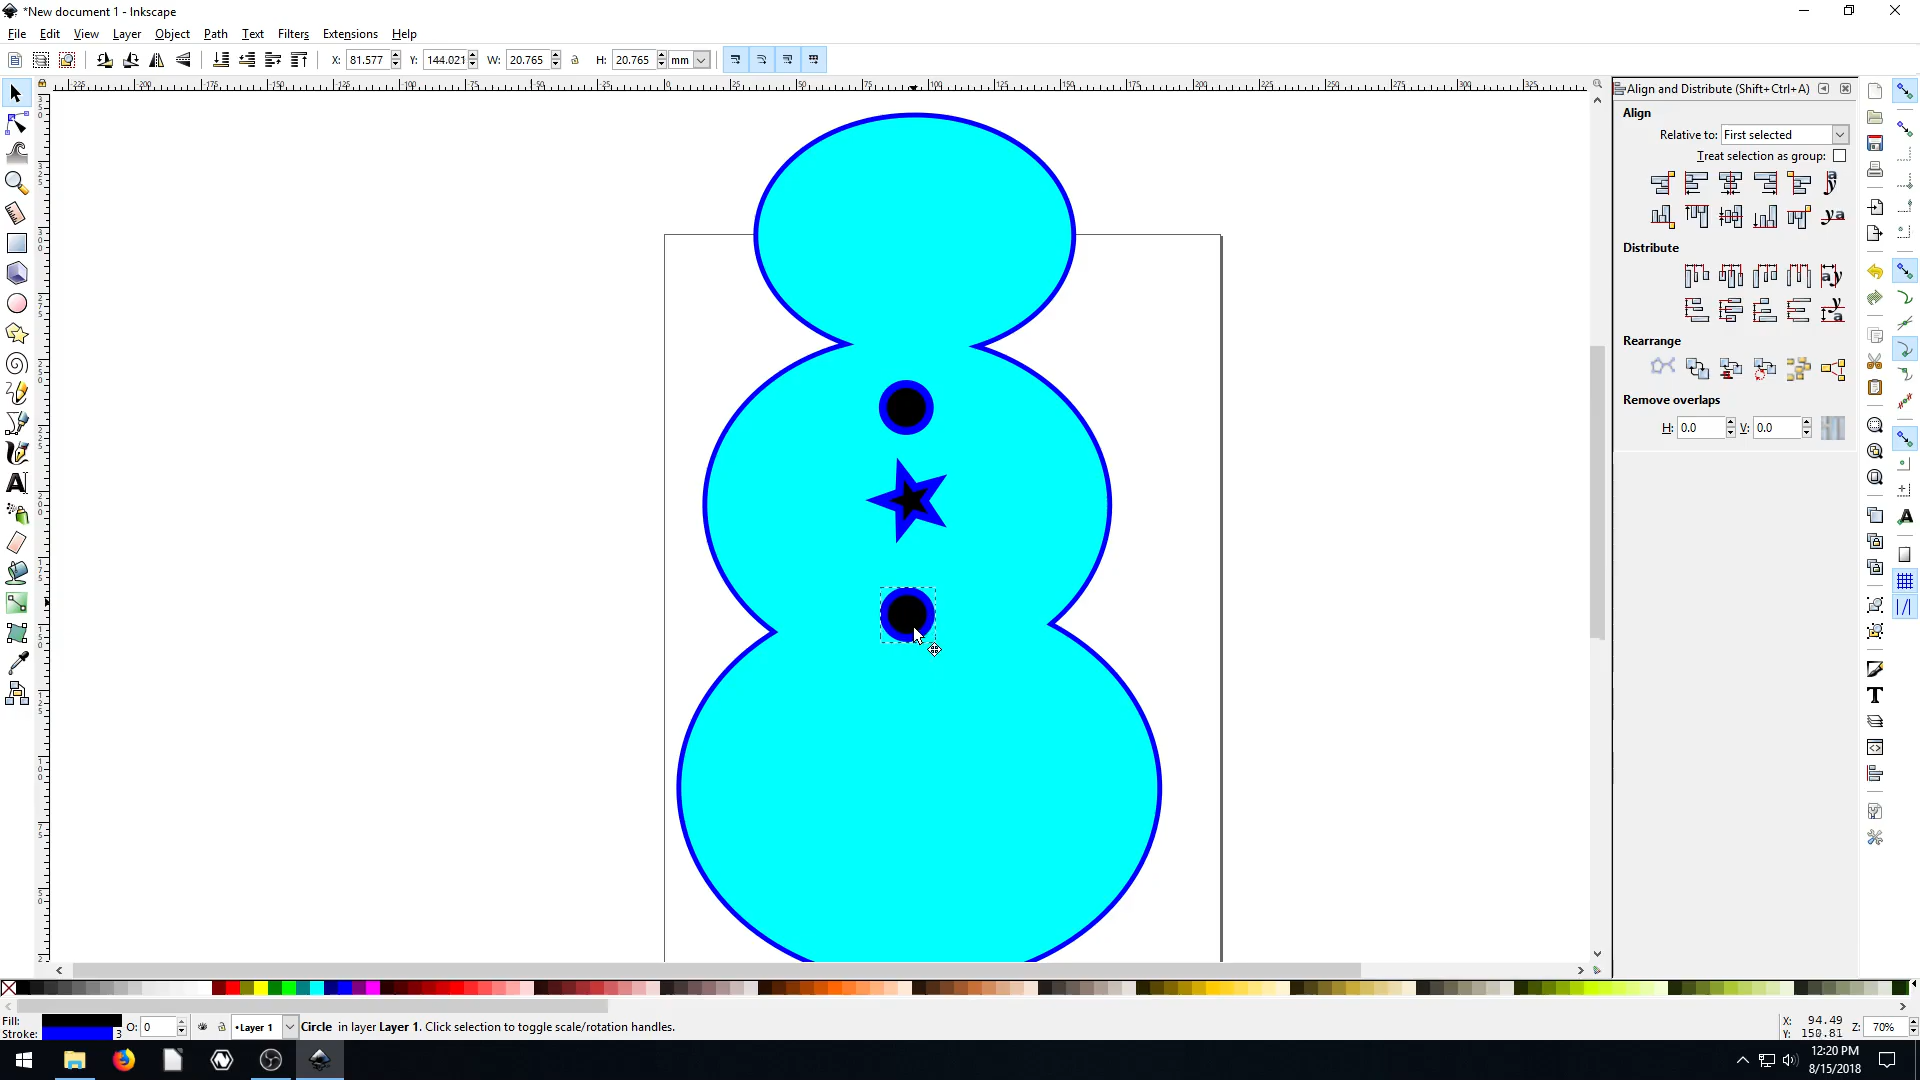 *New document 1 - Inkscape
File Edit View Layer Object Path Text Filters Extensions Help
X: 81.577 Y: 144.021 W: 20.765 H: 20.765 mm
Align and Distribute (Shift+Ctrl+A)
Align
Relative to: First selected
Treat selection as group:
Distribute
Rearrange
Remove overlaps
H: 0.0 V: 0.0
Fill:
Stroke: 3
O: 0
•Layer 1
Circle in layer Layer 1. Click selection to toggle scale/rotation handles.
X: 94.49
Y: 150.81
Z: 70%
12:20 PM
8/15/2018